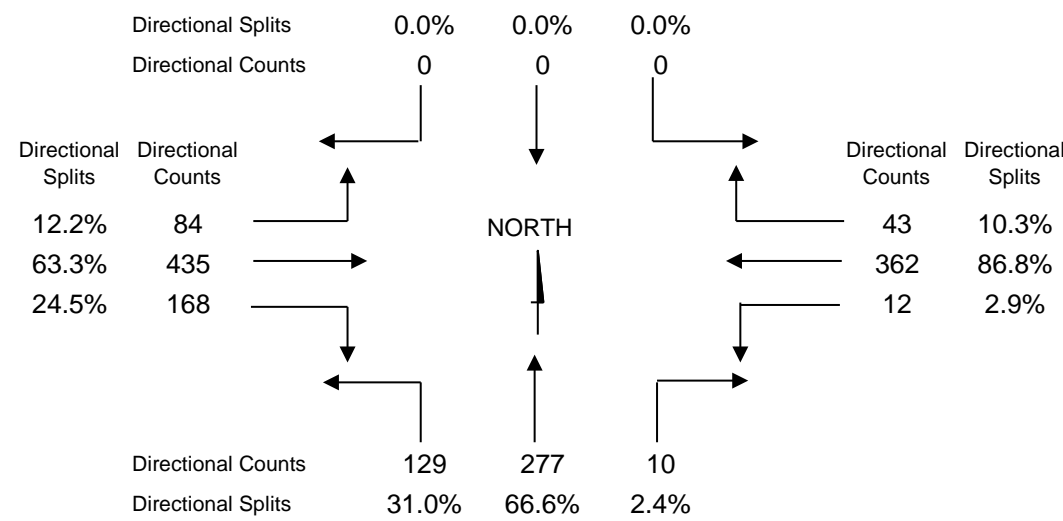 Directional Splits 0.0% 0.0% 0.0%
Directional Counts 0 0 0
Directional Directional
Splits Counts
12.2% 84
63.3% 435
24.5% 168
NORTH
Directional Directional
Counts Splits
43 10.3%
362 86.8%
12 2.9%
Directional Counts 129 277 10
Directional Splits 31.0% 66.6% 2.4%